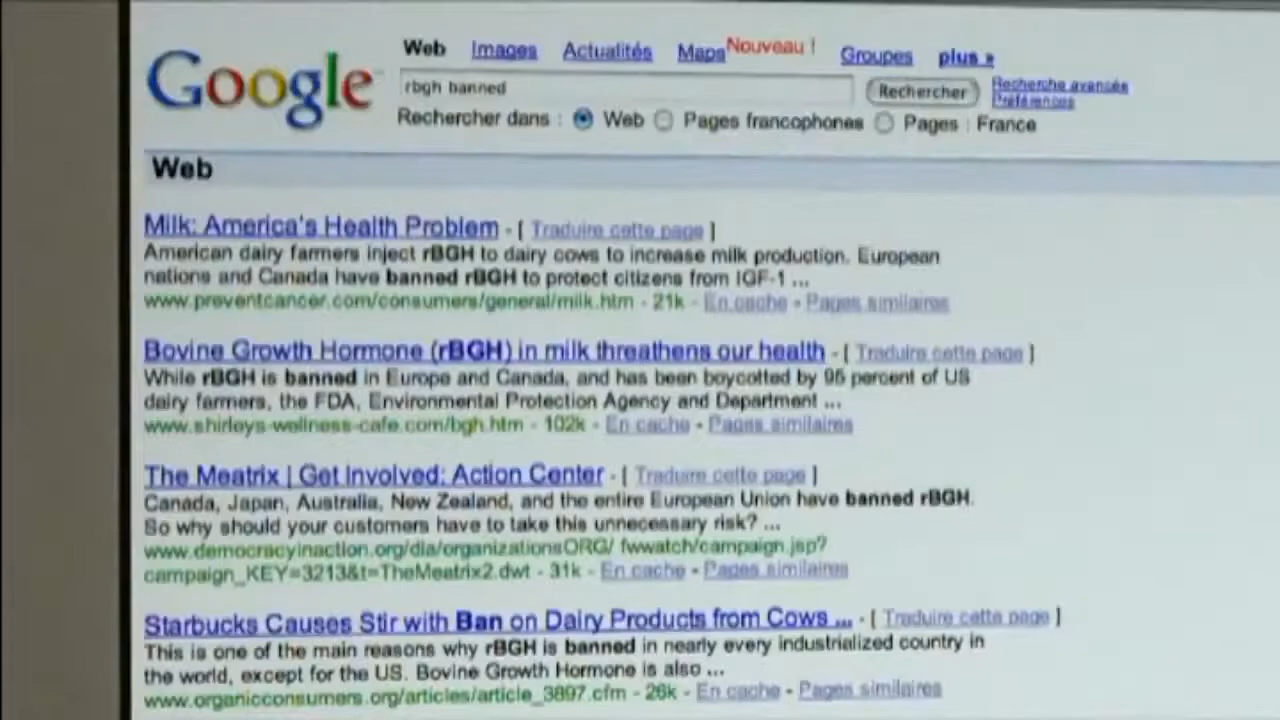 Google
Web Images Actualités Maps Nouveau ! Groupes plus »
rbgh banned Rechercher Recherche avancée Préférences
Rechercher dans : Web Pages francophones Pages : France
Web
Milk: America's Health Problem - [ Traduire cette page ]
American dairy farmers inject rBGH to dairy cows to increase milk production. European
nations and Canada have banned rBGH to protect citizens from IGF-1 ...
www.preventcancer.com/consumers/general/milk.htm - 21k - En cache - Pages similaires
Bovine Growth Hormone (rBGH) in milk threathens our health - [ Traduire cette page ]
While rBGH is banned in Europe and Canada, and has been boycotted by 95 percent of US
dairy farmers, the FDA, Environmental Protection Agency and Department ...
www.shirleys-wellness-cafe.com/bgh.htm - 102k - En cache - Pages similaires
The Meatrix | Get Involved: Action Center - [ Traduire cette page ]
Canada, Japan, Australia, New Zealand, and the entire European Union have banned rBGH.
So why should your customers have to take this unnecessary risk? ...
www.democracyinaction.org/dia/organizationsORG/ fwwatch/campaign.jsp?
campaign_KEY=3213&t=TheMeatrix2.dwt - 31k - En cache - Pages similaires
Starbucks Causes Stir with Ban on Dairy Products from Cows ... - [ Traduire cette page ]
This is one of the main reasons why rBGH is banned in nearly every industrialized country in
the world, except for the US. Bovine Growth Hormone is also ...
www.organicconsumers.org/articles/article_3897.cfm - 26k - En cache - Pages similaires